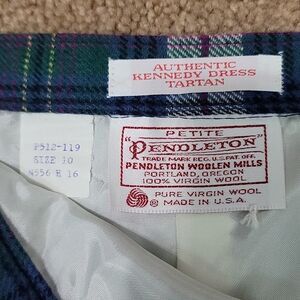 AUTHENTIC
KENNEDY DRESS
TARTAN
PETITE
"PENDLETON"
TRADE MARK REG. U.S. PAT. OFF.
PENDLETON WOOLEN MILLS
PORTLAND, OREGON
100% VIRGIN WOOL
PURE VIRGIN WOOL
® MADE IN U.S.A.
P512-119
SIZE 10
N556 H 16